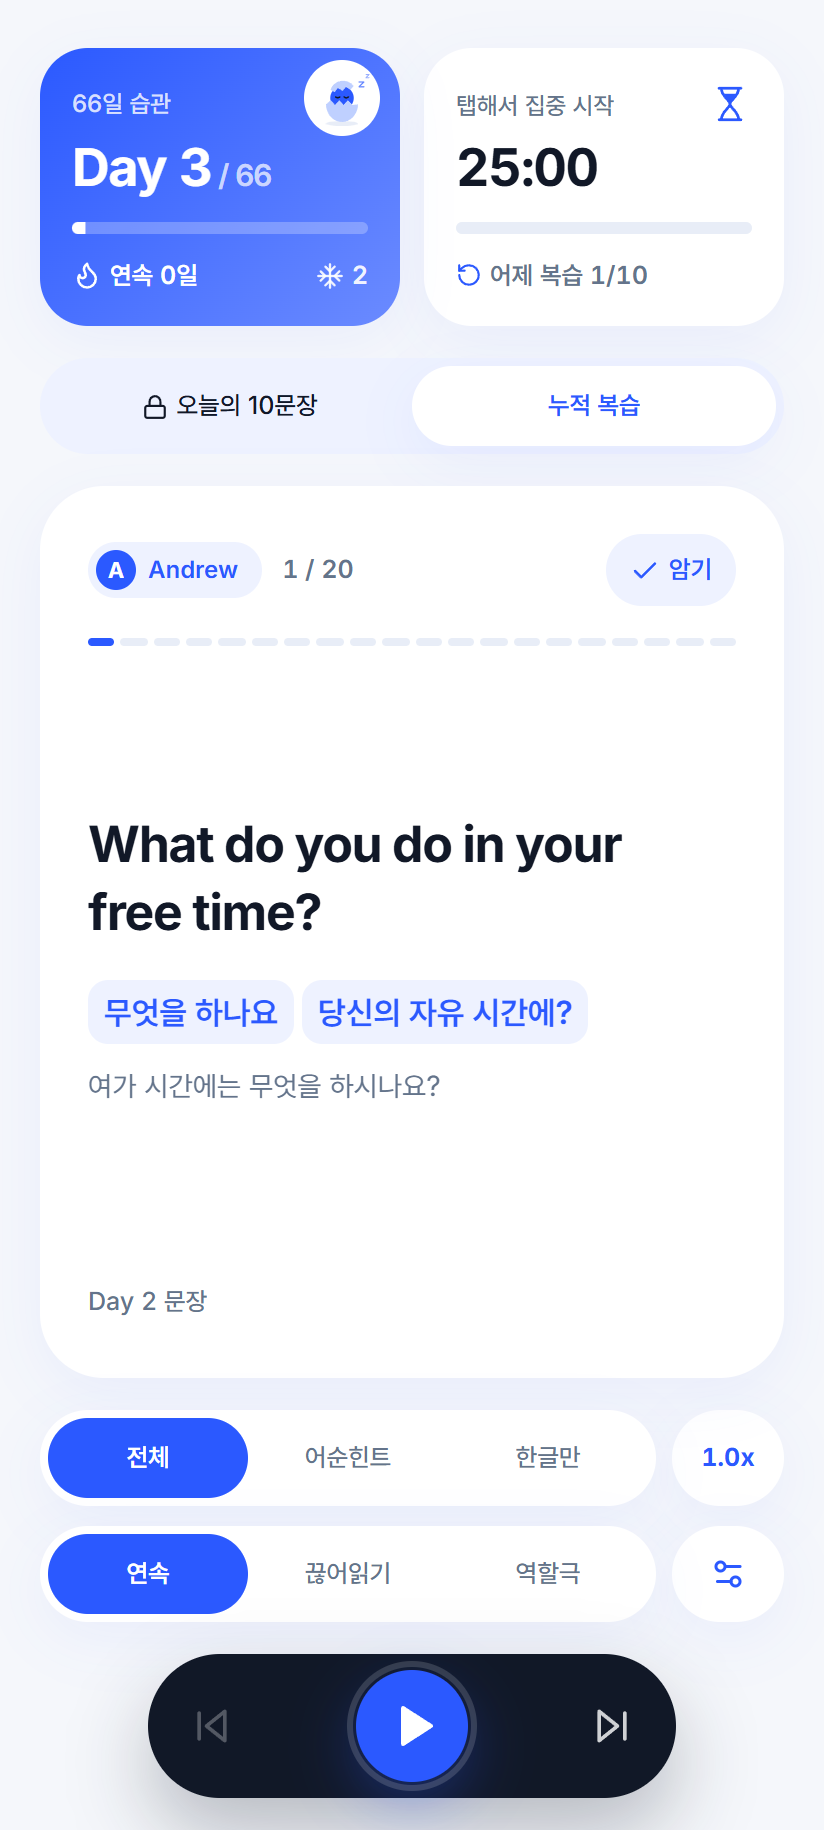 66일 습관
Day 3 / 66
연속 0일
2
탭해서 집중 시작
25:00
어제 복습 1/10
오늘의 10문장
누적 복습
A Andrew
1 / 20
암기
What do you do in your
free time?
무엇을 하나요 당신의 자유 시간에?
여가 시간에는 무엇을 하시나요?
Day 2 문장
전체
어순힌트
한글만
1.0x
연속
끊어읽기
역할극